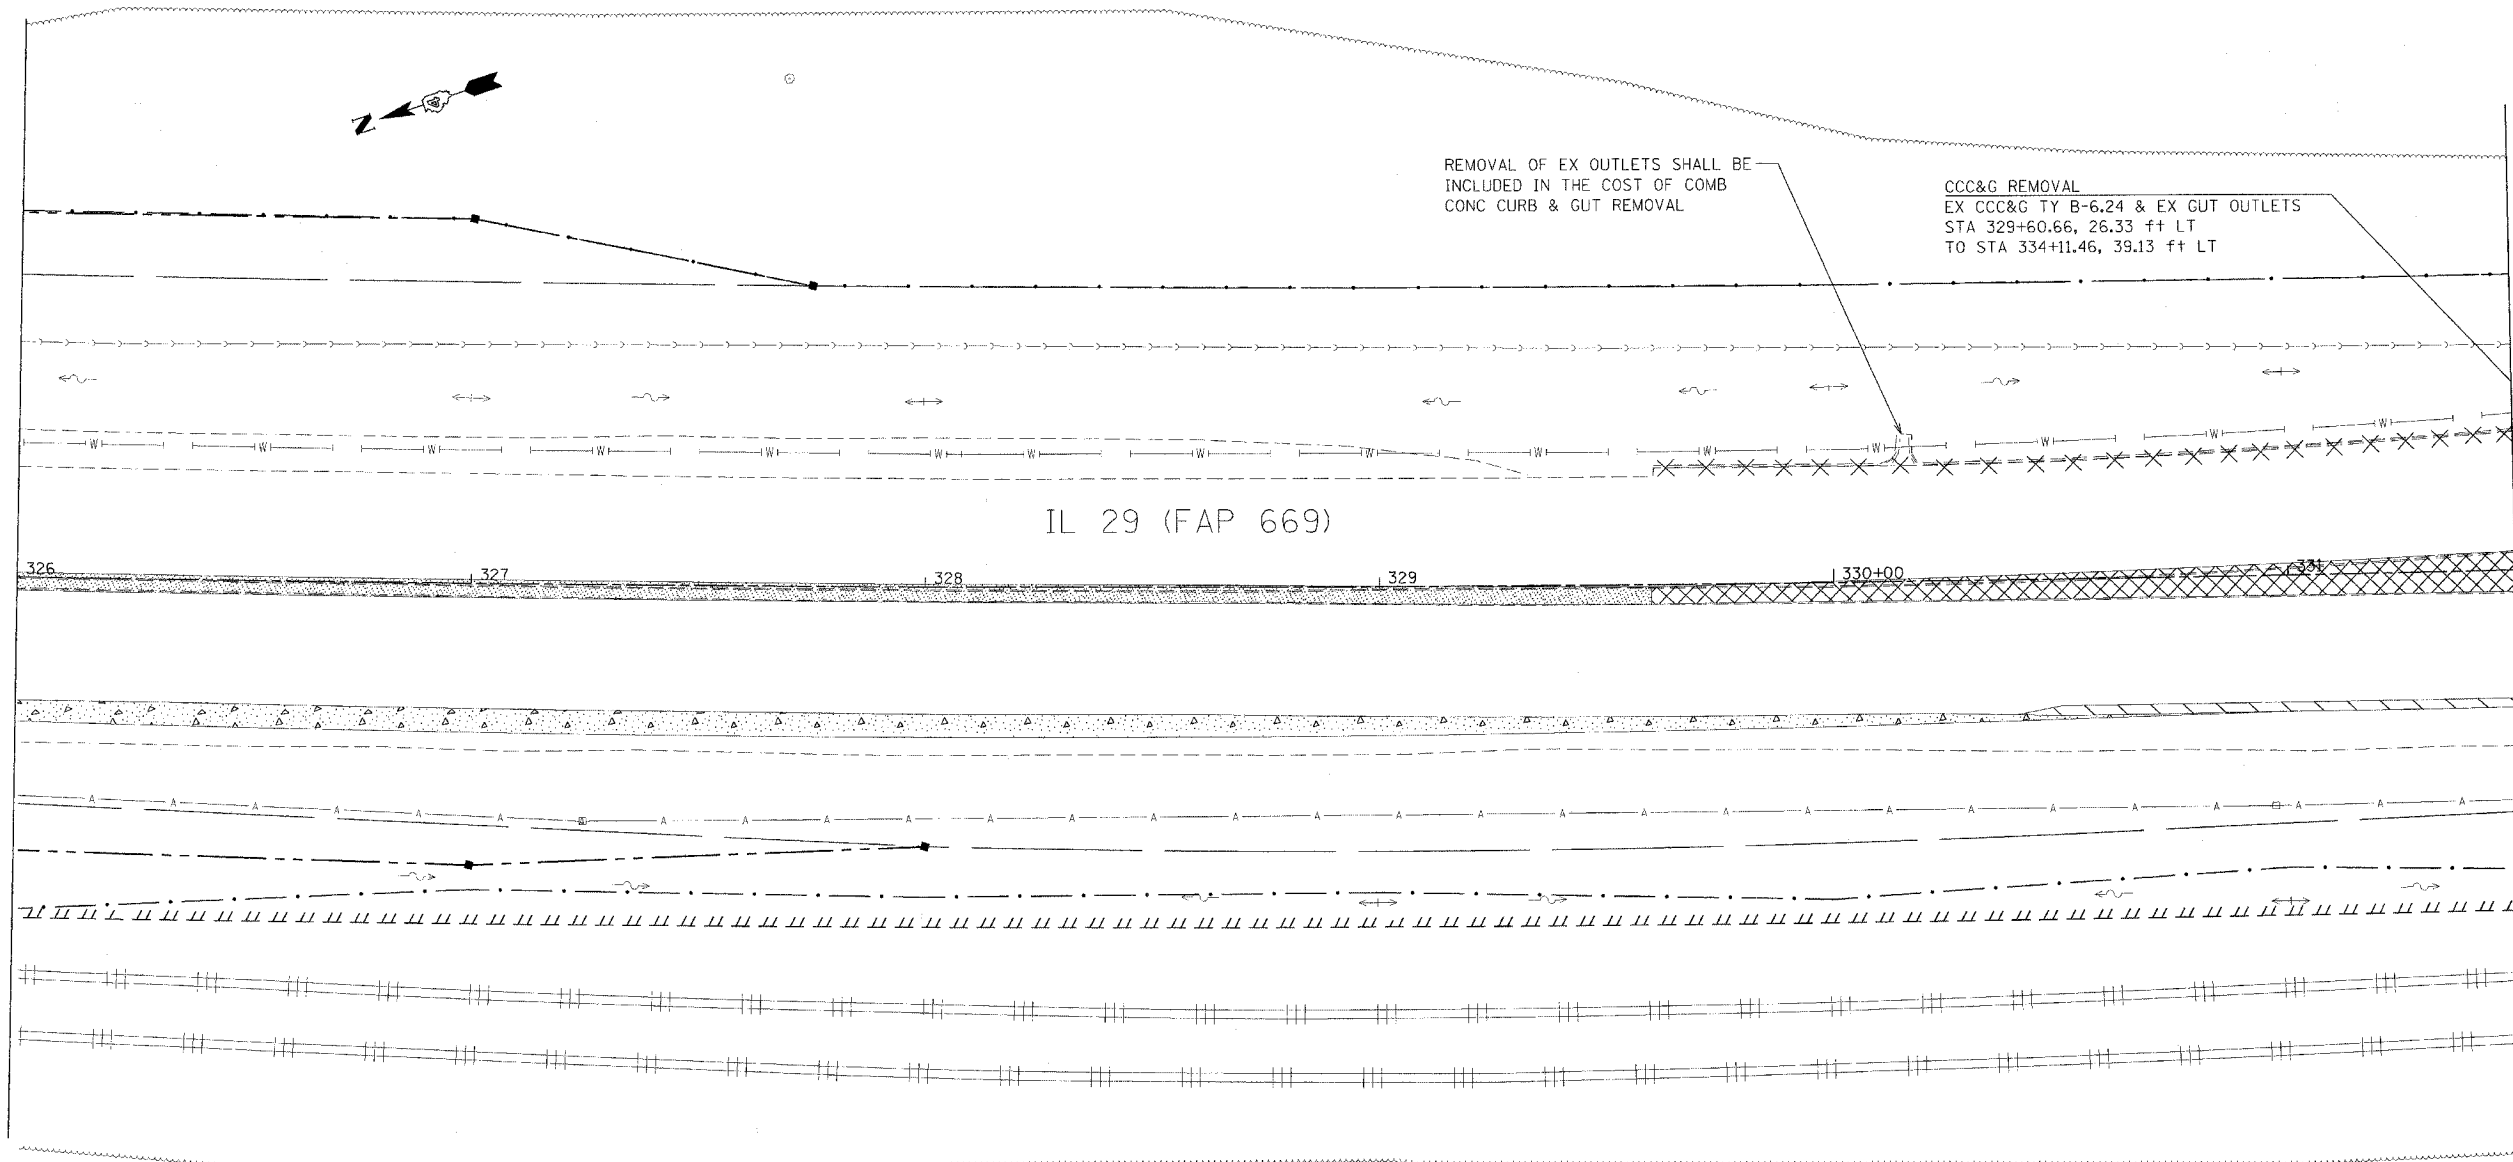 N
REMOVAL OF EX OUTLETS SHALL BE
INCLUDED IN THE COST OF COMB
CONC CURB & GUT REMOVAL
CCC&G REMOVAL
EX CCC&G TY B-6.24 & EX GUT OUTLETS
STA 329+60.66, 26.33 ft LT
TO STA 334+11.46, 39.13 ft LT
W W W W W W W W W W W W W W W
IL 29 (FAP 669)
326 327 328 329 330+00 331
A A A A A A A A A A A A A A A A A A A A A A A A A A A A A